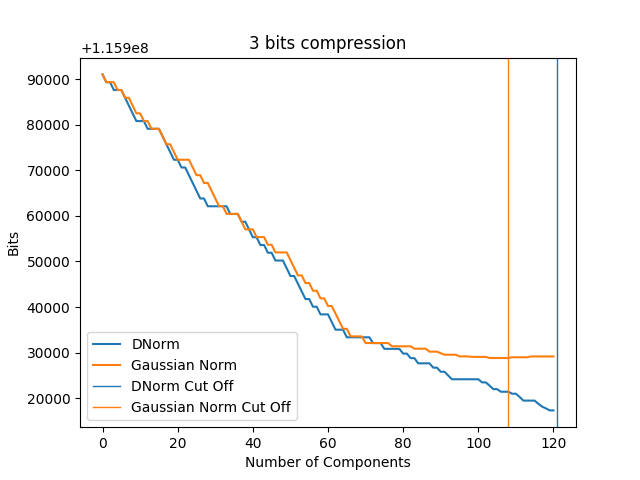 3 bits compression
+1.159e8
90000
80000
70000
60000
50000
40000
30000
20000
Bits
DNorm
Gaussian Norm
DNorm Cut Off
Gaussian Norm Cut Off
0 20 40 60 80 100 120
Number of Components